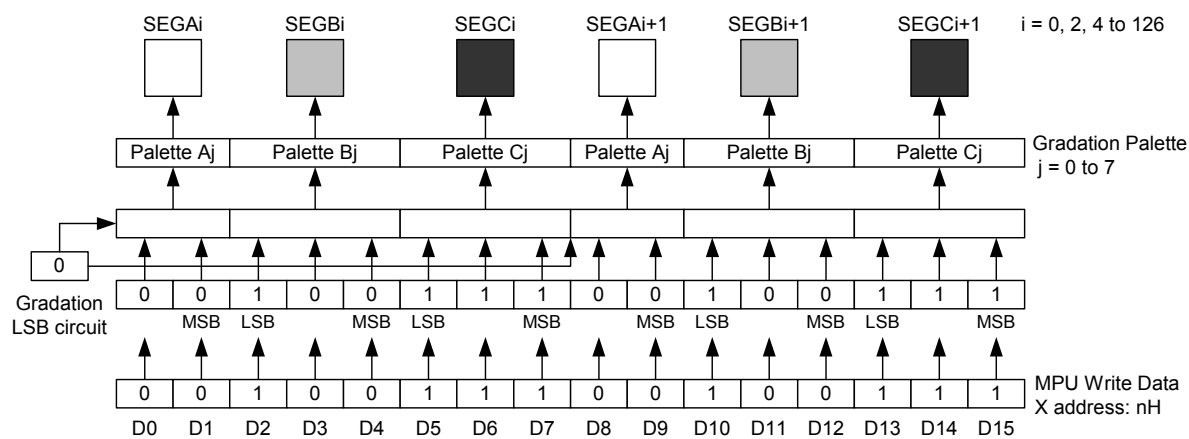 SEGAi SEGBi SEGCi SEGAi+1 SEGBi+1 SEGCi+1 i = 0, 2, 4 to 126
Palette Aj Palette Bj Palette Cj Palette Aj Palette Bj Palette Cj
Gradation Palette
j = 0 to 7
0
Gradation
LSB circuit
0 0 1 0 0 1 1 1 0 0 1 0 0 1 1 1
MSB LSB MSB LSB MSB MSB LSB MSB LSB MSB
0 0 1 0 0 1 1 1 0 0 1 0 0 1 1 1
MPU Write Data
X address: nH
D0 D1 D2 D3 D4 D5 D6 D7 D8 D9 D10 D11 D12 D13 D14 D15